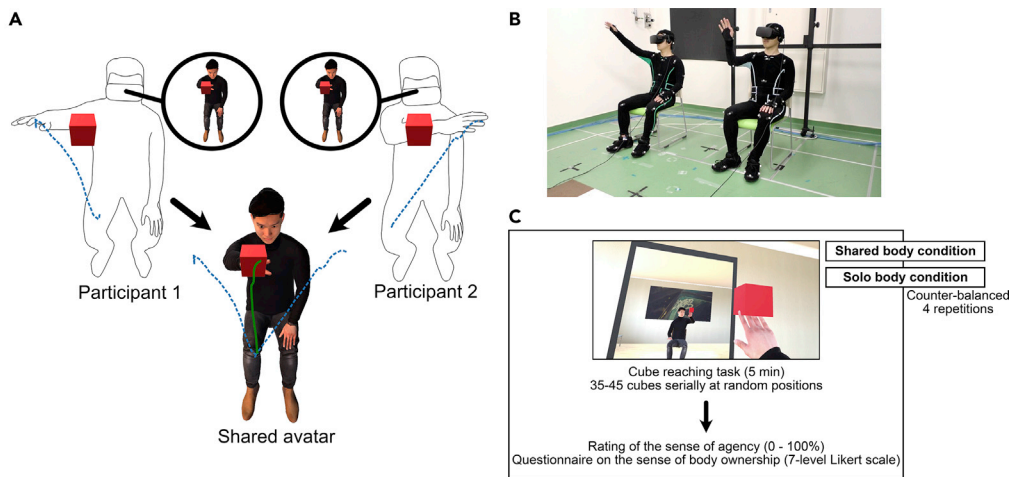 A
Participant 1
Participant 2
Shared avatar
B
C
Shared body condition
Solo body condition
Counter-balanced
4 repetitions
Cube reaching task (5 min)
35-45 cubes serially at random positions
Rating of the sense of agency (0 - 100%)
Questionnaire on the sense of body ownership (7-level Likert scale)